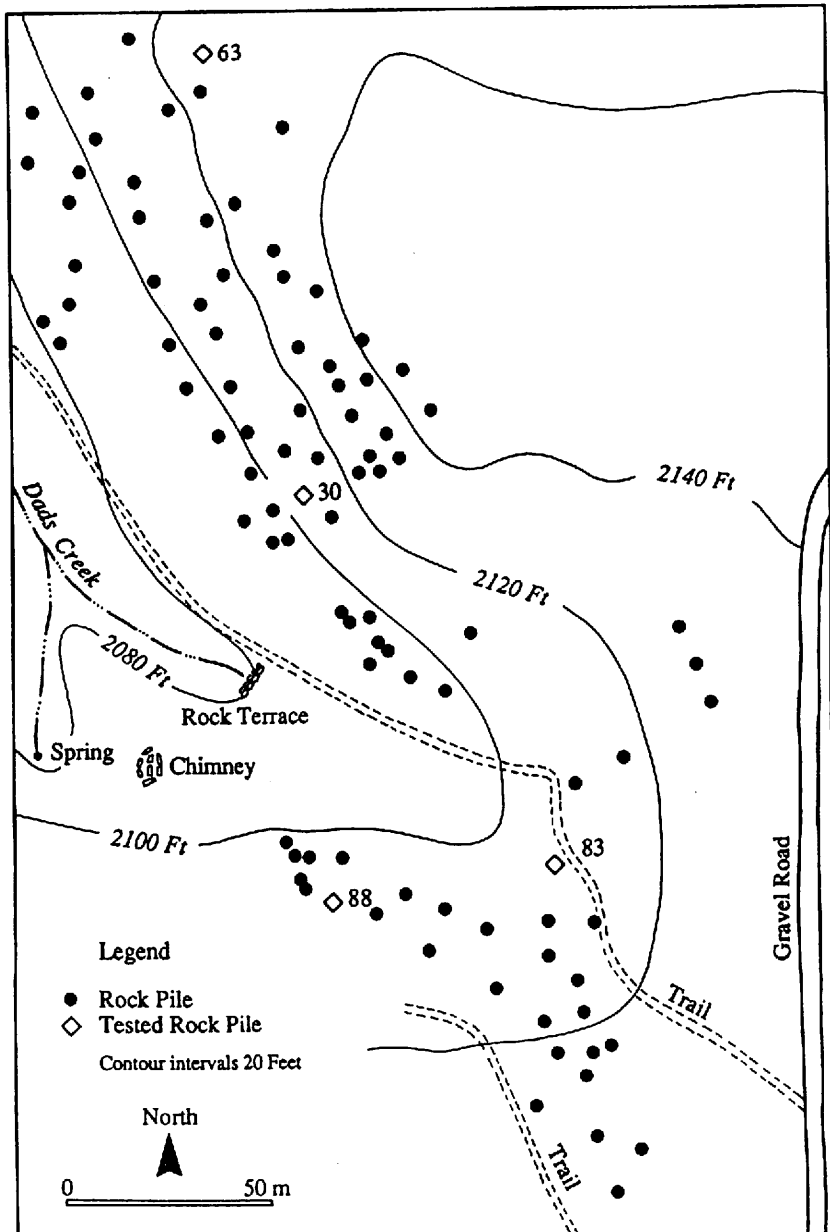 63
2140 Ft
30
Dads Creek
2120 Ft
2080 Ft
Rock Terrace
Spring
Chimney
2100 Ft
83
88
Gravel Road
Legend
Rock Pile
Tested Rock Pile
Contour intervals 20 Feet
Trail
North
0 50 m
Trail